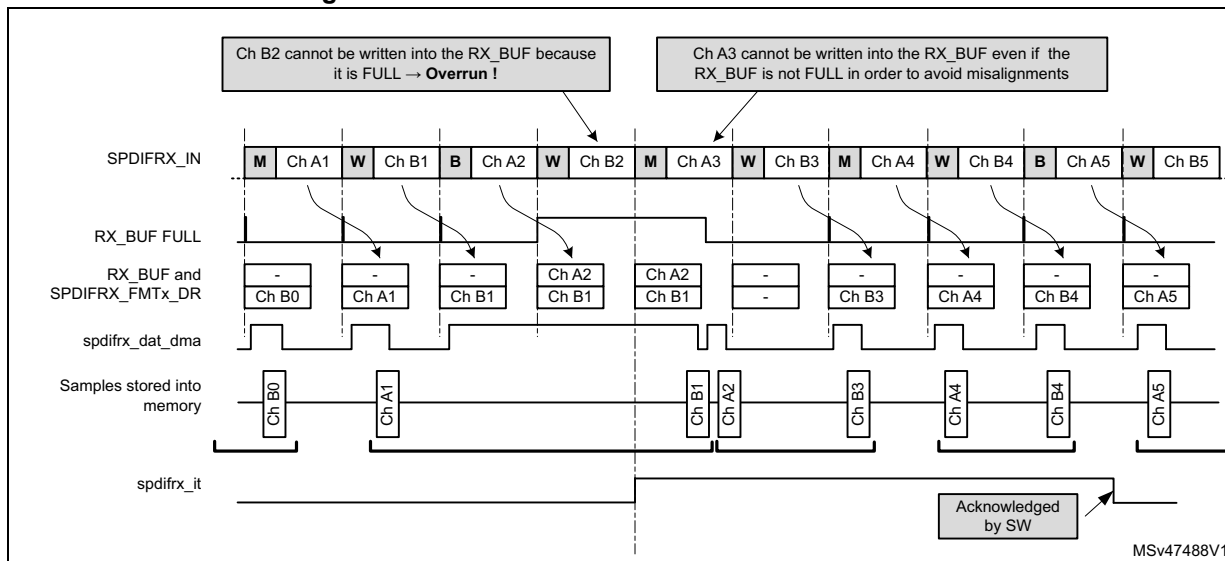 Ch B2 cannot be written into the RX_BUF because
it is FULL → Overrun !
Ch A3 cannot be written into the RX_BUF even if the
RX_BUF is not FULL in order to avoid misalignments
SPDIFRX_IN
M Ch A1 W Ch B1 B Ch A2 W Ch B2 M Ch A3 W Ch B3 M Ch A4 W Ch B4 B Ch A5 W Ch B5
RX_BUF FULL
RX_BUF and
SPDIFRX_FMTx_DR
- - - Ch A2 Ch A2 - - - - -
Ch B0 Ch A1 Ch B1 Ch B1 Ch B1 - Ch B3 Ch A4 Ch B4 Ch A5
spdifrx_dat_dma
Samples stored into
memory
Ch B0 Ch A1 Ch B1 Ch A2 Ch B3 Ch A4 Ch B4 Ch A5
spdifrx_it
Acknowledged
by SW
MSv47488V1